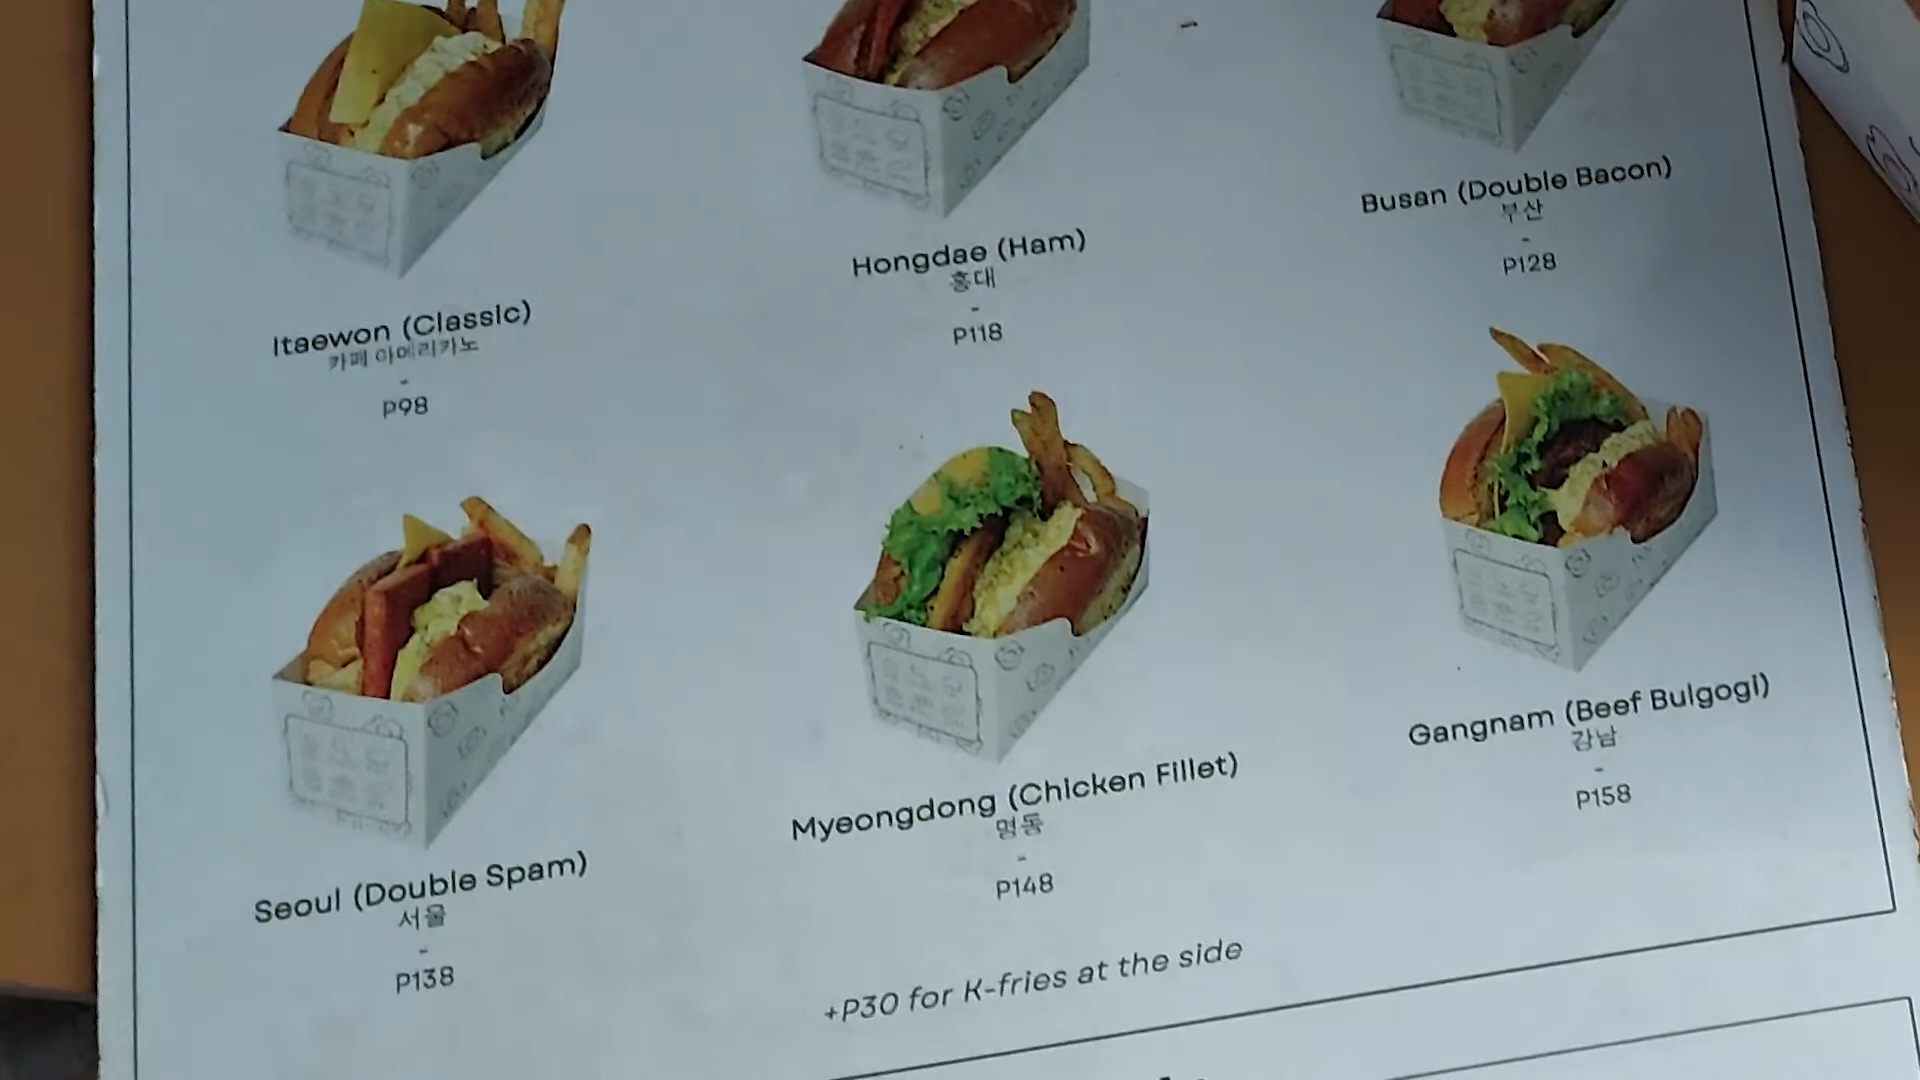 Itaewon (Classic)
카페 아메리카노
-
P98
Hongdae (Ham)
홍대
-
P118
Busan (Double Bacon)
부산
-
P128
Seoul (Double Spam)
서울
-
P138
Myeongdong (Chicken Fillet)
명동
-
P148
Gangnam (Beef Bulgogi)
강남
-
P158
+P30 for K-fries at the side